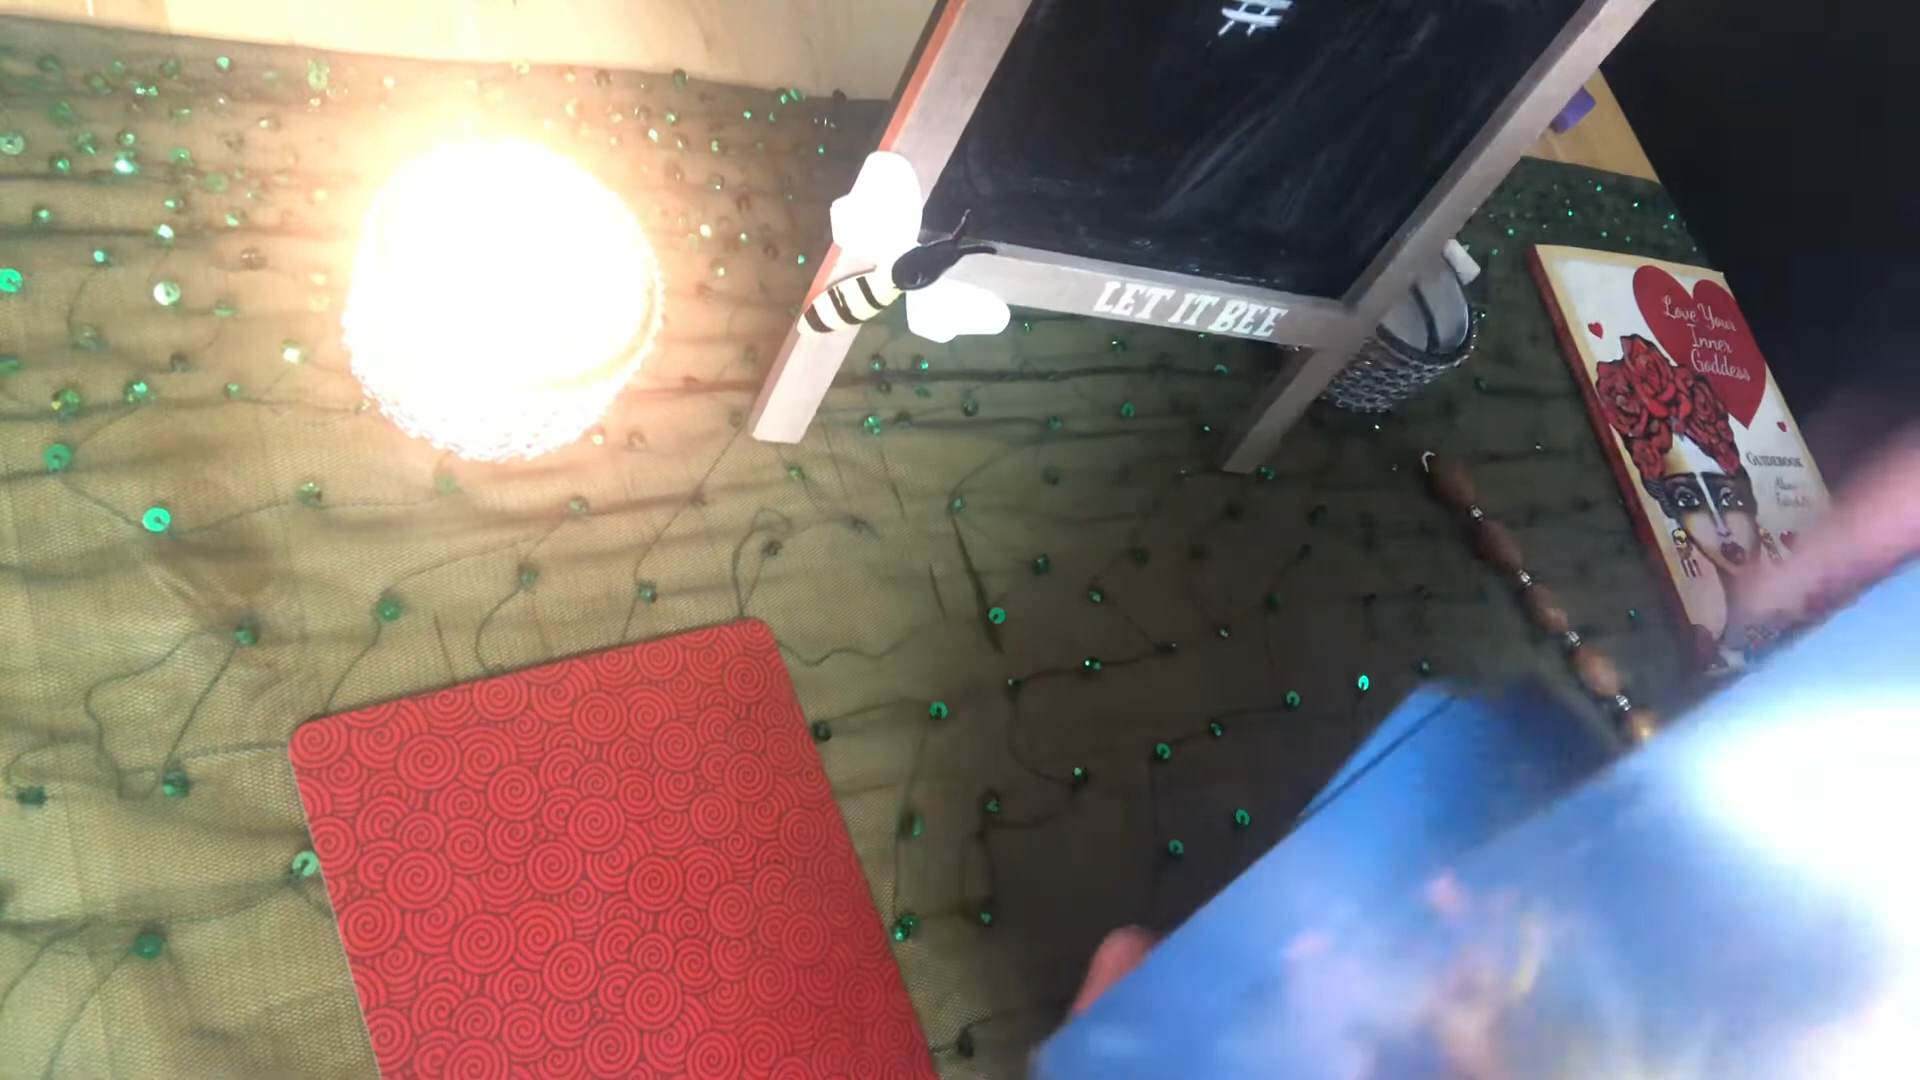 #
LET IT BEE
Love Your
Inner
Goddess
GUIDEBOOK